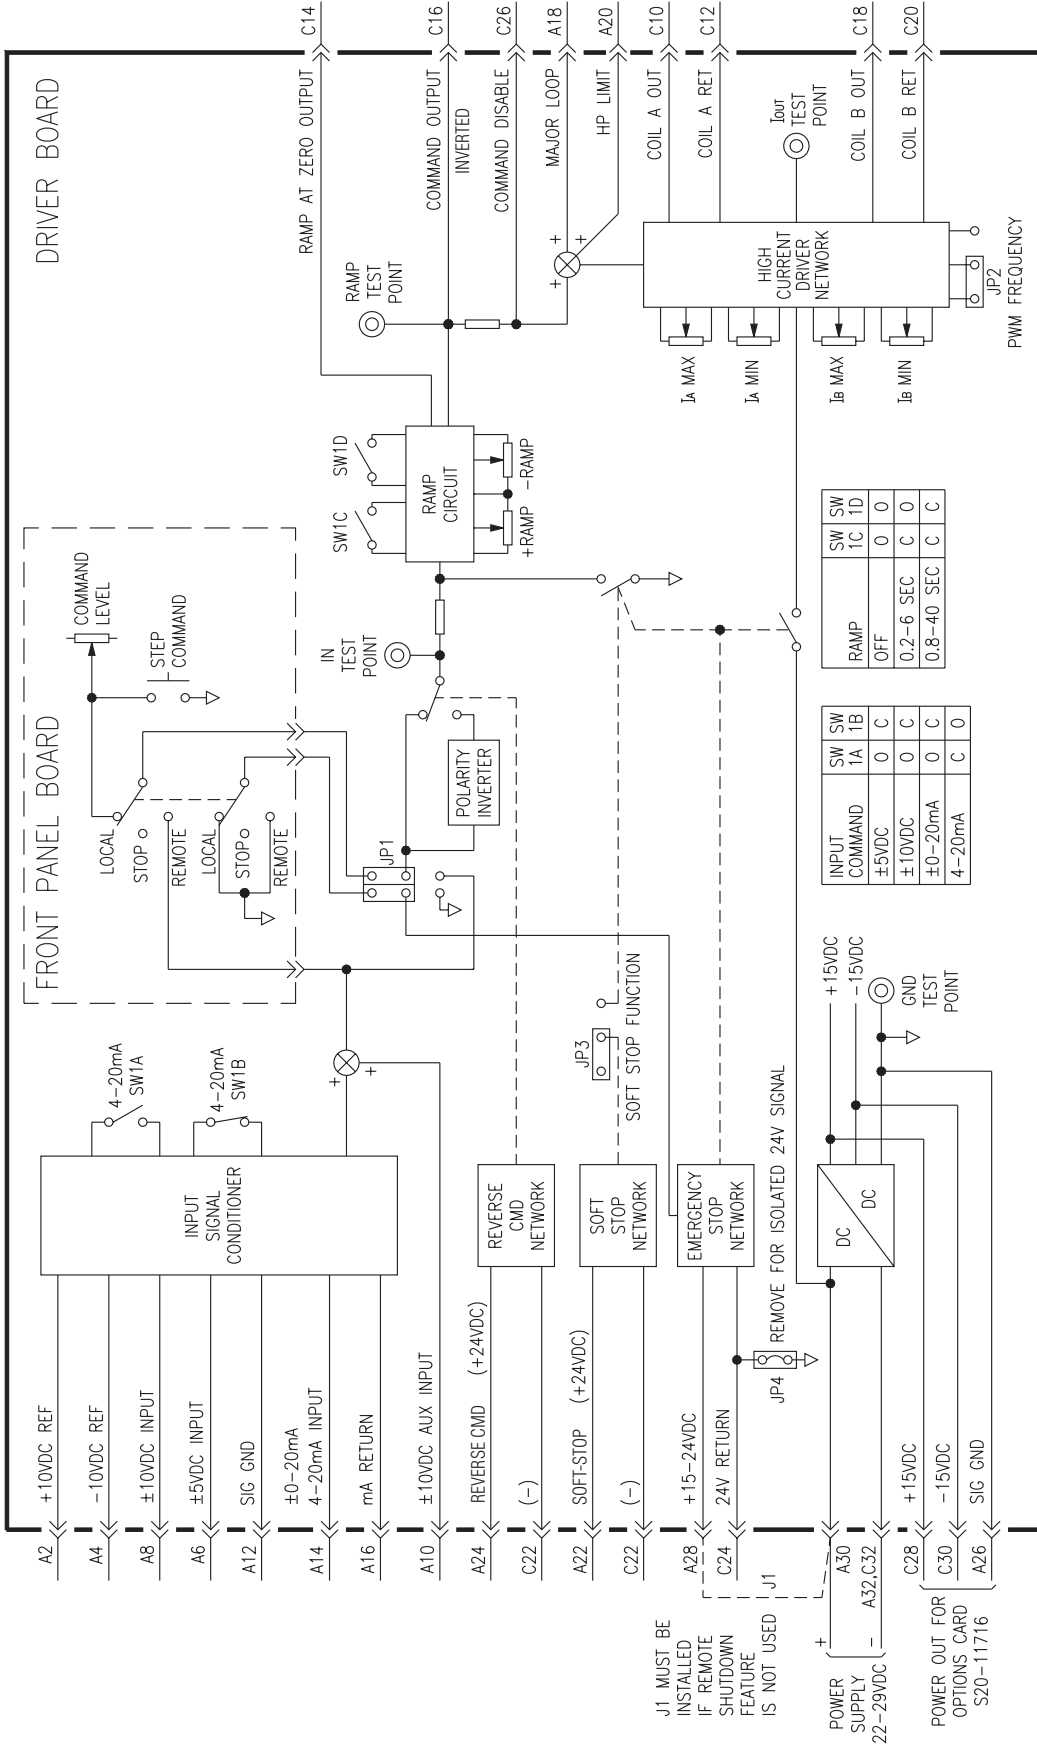 DRIVER BOARD
FRONT PANEL BOARD
A2
+10VDC REF
A4
-10VDC REF
A8
±10VDC INPUT
A6
±5VDC INPUT
A12
SIG GND
A14
±0-20mA
4-20mA INPUT
A16
mA RETURN
A10
±10VDC AUX INPUT
A24
REVERSE CMD (+24VDC)
C22
(-)
A22
SOFT-STOP (+24VDC)
C22
(-)
A28
+15-24VDC
C24
24V RETURN
J1
A30
A32,C32
C28
+15VDC
C30
-15VDC
A26
SIG GND
J1 MUST BE
INSTALLED
IF REMOTE
SHUTDOWN
FEATURE
IS NOT USED
POWER
SUPPLY
22-29VDC
+
-
POWER OUT FOR
OPTIONS CARD
S20-11716
INPUT
SIGNAL
CONDITIONER
4-20mA
SW1A
4-20mA
SW1B
+
+
REVERSE
CMD
NETWORK
SOFT
STOP
NETWORK
EMERGENCY
STOP
NETWORK
JP4
REMOVE FOR ISOLATED 24V SIGNAL
DC
DC
+15VDC
-15VDC
GND
TEST
POINT
JP3
SOFT STOP FUNCTION
LOCAL
STOP
REMOTE
LOCAL
STOP
REMOTE
COMMAND
LEVEL
STEP
COMMAND
JP1
POLARITY
INVERTER
IN
TEST
POINT
SW1C
SW1D
RAMP
CIRCUIT
+RAMP
-RAMP
RAMP
TEST
POINT
INPUT COMMAND SW 1A SW 1B
±5VDC O C
±10VDC O C
±0-20mA O C
4-20mA C O
RAMP SW 1C SW 1D
OFF O O
0.2-6 SEC C O
0.8-40 SEC C C
IA MAX
IA MIN
IB MAX
IB MIN
HIGH
CURRENT
DRIVER
NETWORK
JP2
PWM FREQUENCY
+
+
+
RAMP AT ZERO OUTPUT
C14
COMMAND OUTPUT
INVERTED
C16
COMMAND DISABLE
C26
MAJOR LOOP
A18
HP LIMIT
A20
COIL A OUT
C10
COIL A RET
C12
IOUT
TEST
POINT
COIL B OUT
C18
COIL B RET
C20